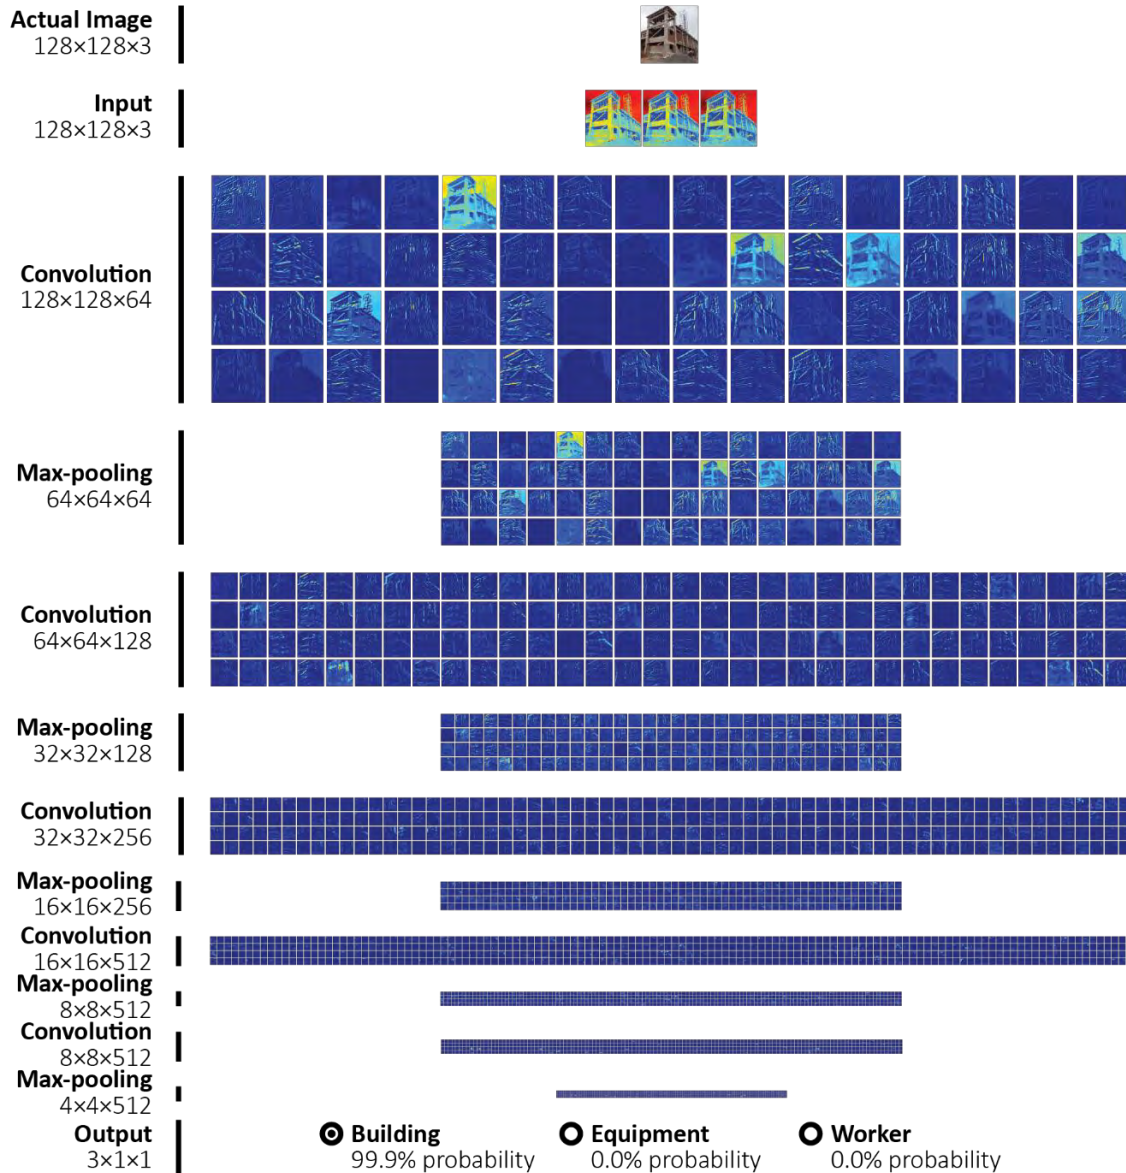 Actual Image
128×128×3
Input
128×128×3
Convolution
128×128×64
Max-pooling
64×64×64
Convolution
64×64×128
Max-pooling
32×32×128
Convolution
32×32×256
Max-pooling
16×16×256
Convolution
16×16×512
Max-pooling
8×8×512
Convolution
8×8×512
Max-pooling
4×4×512
Output
3×1×1
Building
99.9% probability
Equipment
0.0% probability
Worker
0.0% probability